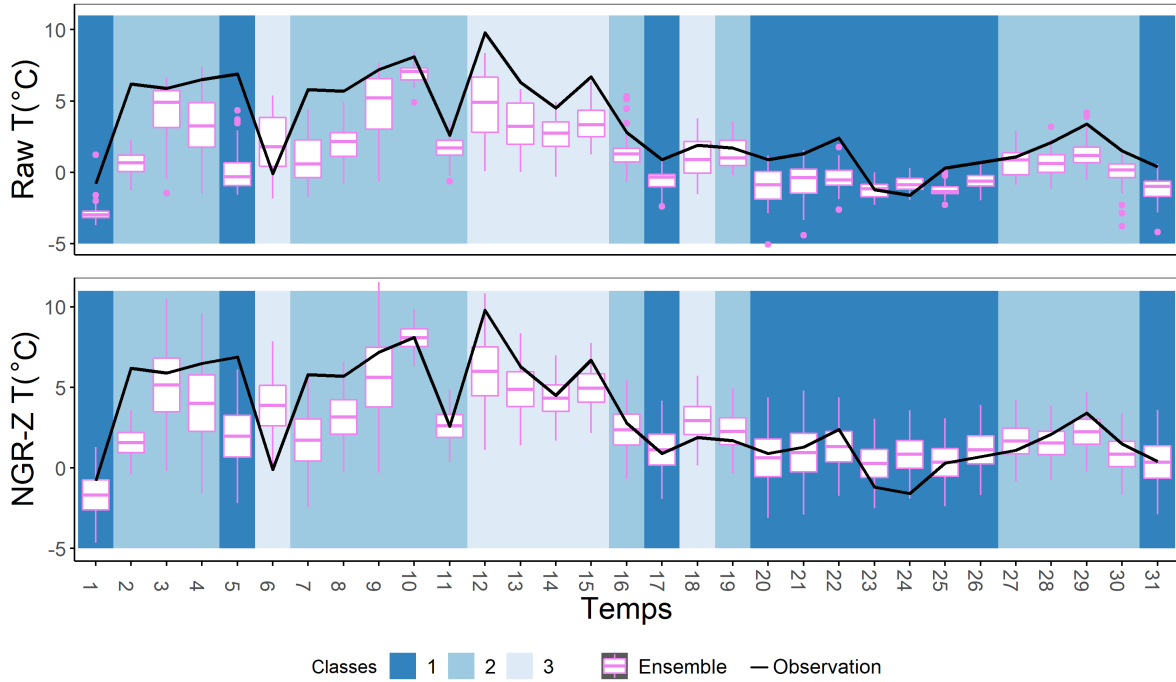 Raw T(°C)
10
5
0
-5
NGR-Z T(°C)
10
5
0
-5
1 2 3 4 5 6 7 8 9 10 11 12 13 14 15 16 17 18 19 20 21 22 23 24 25 26 27 28 29 30 31
Temps
Classes 1 2 3 Ensemble Observation